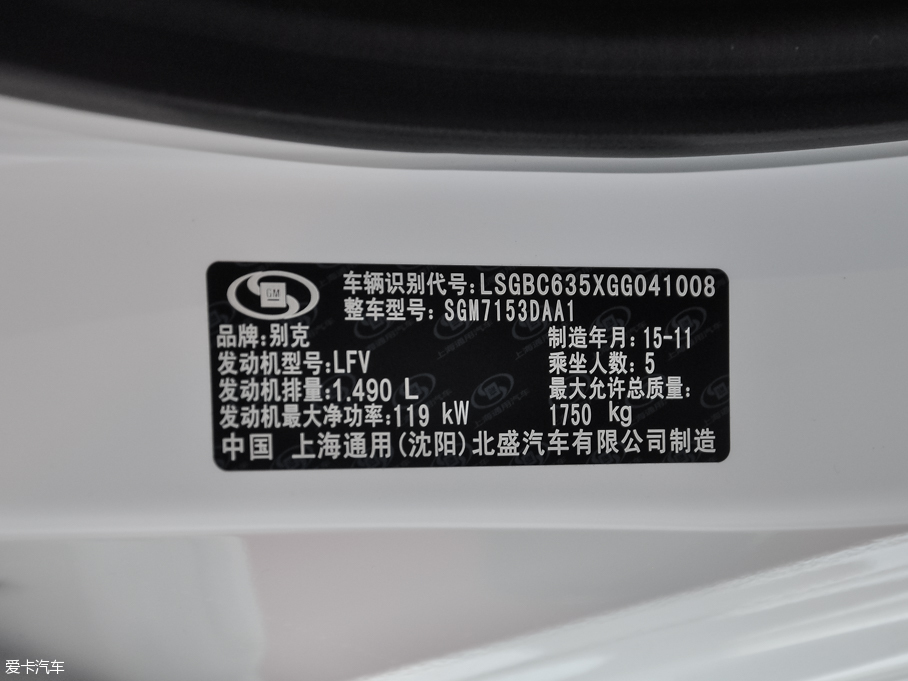 车辆识别代号:LSGBC635XGG041008
整车型号: SGM7153DAA1
GM
品牌:别克
制造年月: 15-11
发动机型号:LFV
乘坐人数: 5
发动机排量:1.490 L
最大允许总质量:
发动机最大净功率:119 kW
1750 kg
中国 上海通用(沈阳)北盛汽车有限公司制造
爱卡汽车